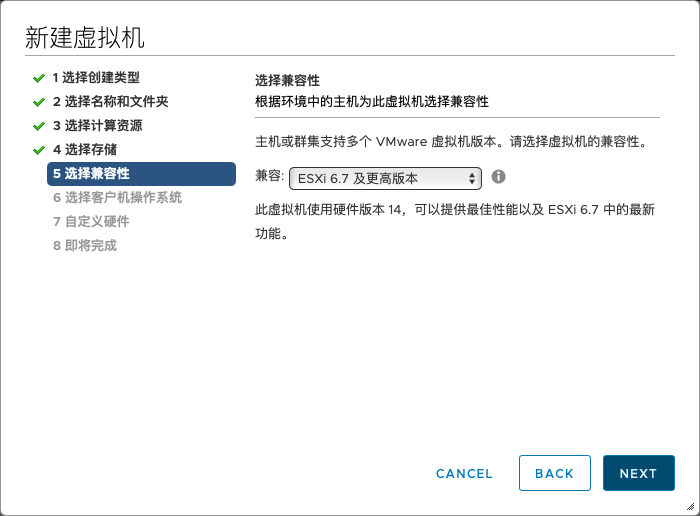 新建虚拟机
1 选择创建类型
2 选择名称和文件夹
3 选择计算资源
4 选择存储
5 选择兼容性
6 选择客户机操作系统
7 自定义硬件
8 即将完成
选择兼容性
根据环境中的主机为此虚拟机选择兼容性
主机或群集支持多个 VMware 虚拟机版本。请选择虚拟机的兼容性。
兼容: ESXi 6.7 及更高版本
此虚拟机使用硬件版本 14，可以提供最佳性能以及 ESXi 6.7 中的最新
功能。
CANCEL BACK NEXT